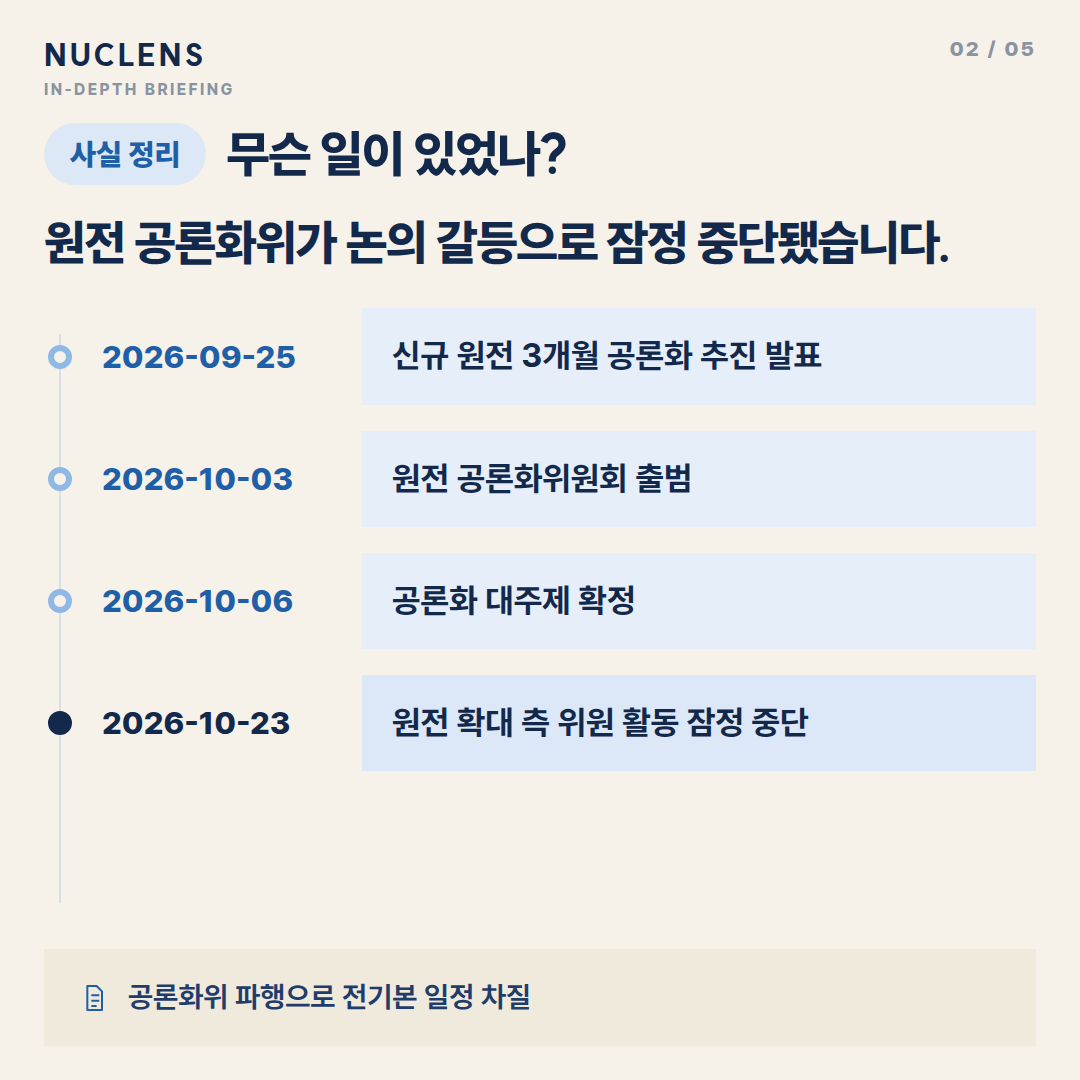 NUCLENS
02 / 05
IN-DEPTH BRIEFING
사실 정리
무슨 일이 있었나?
원전 공론화위가 논의 갈등으로 잠정 중단됐습니다.
2026-09-25
신규 원전 3개월 공론화 추진 발표
2026-10-03
원전 공론화위원회 출범
2026-10-06
공론화 대주제 확정
2026-10-23
원전 확대 측 위원 활동 잠정 중단
공론화위 파행으로 전기본 일정 차질